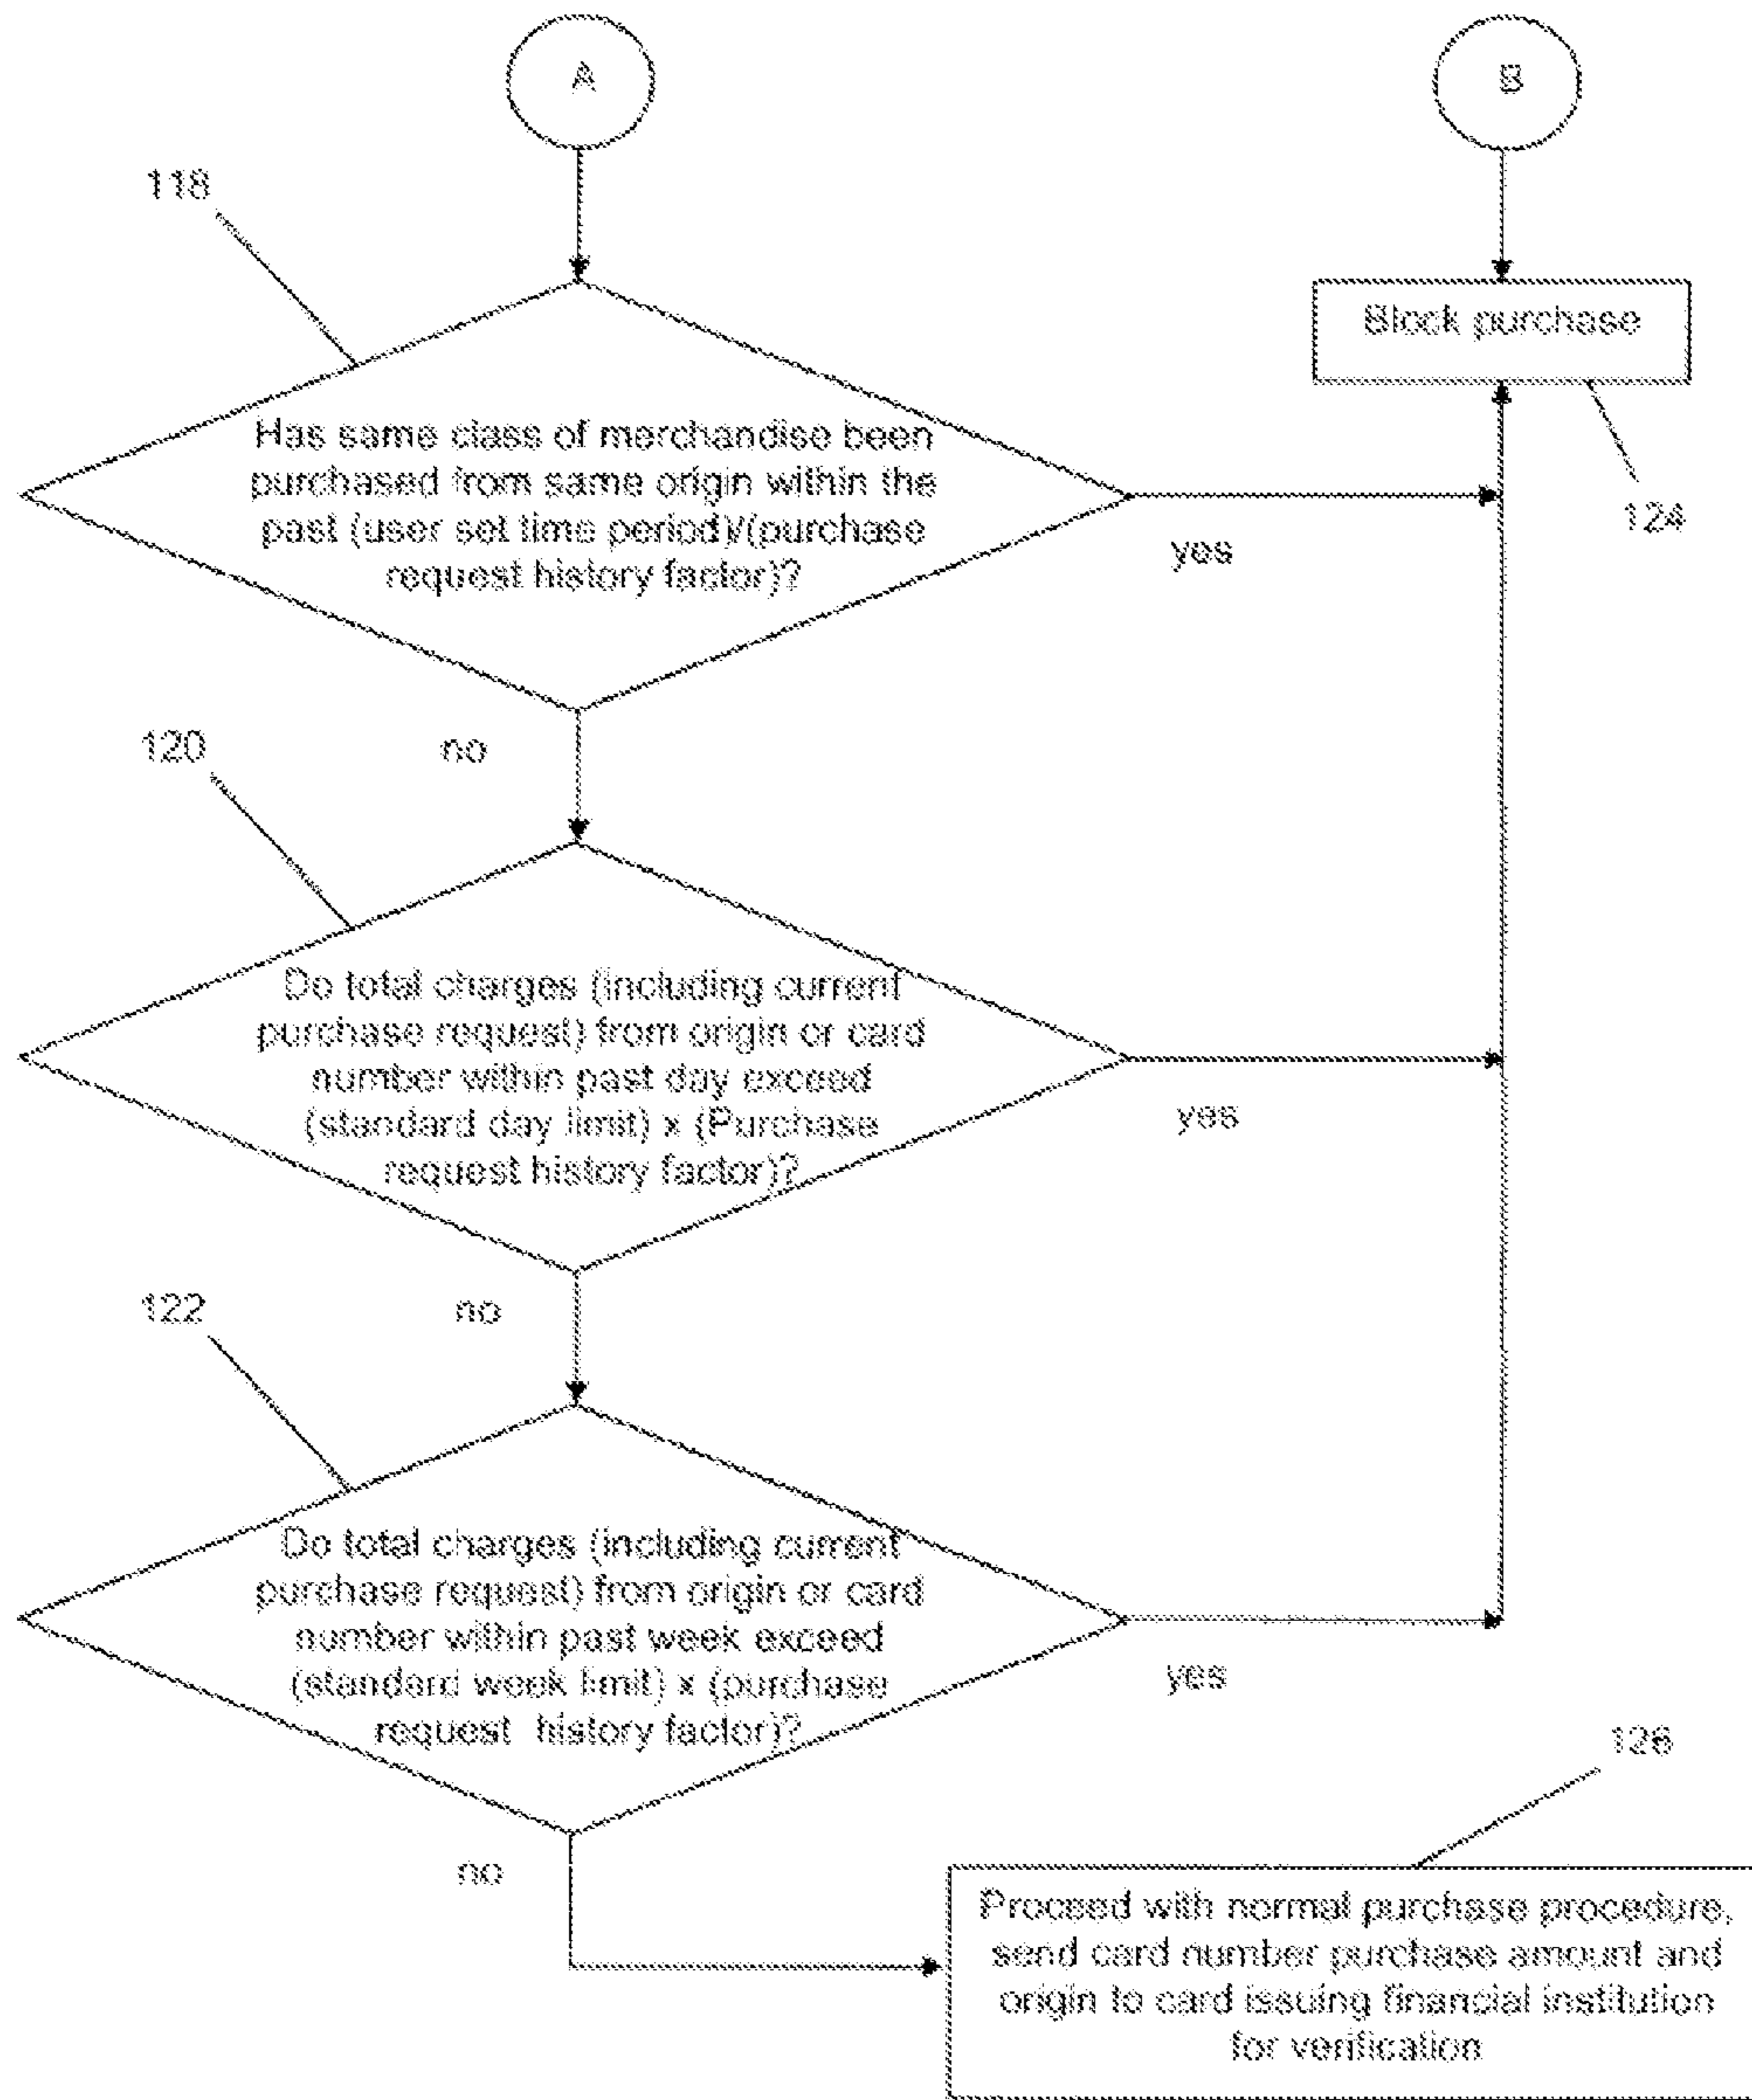 A
B
118
Block purchase
Has same class of merchandise been
purchased from same origin within the
past (user set time period)/(purchase
request history factor)?
124
yes
120
no
Do total charges (including current
purchase request) from origin or card
number within past day exceed
(standard day limit) x (Purchase
request history factor)?
yes
122
no
Do total charges (including current
purchase request) from origin or card
number within past week exceed
(standard week limit) x (purchase
request history factor)?
yes
126
no
Proceed with normal purchase procedure,
send card number purchase amount and
origin to card issuing financial institution
for verification